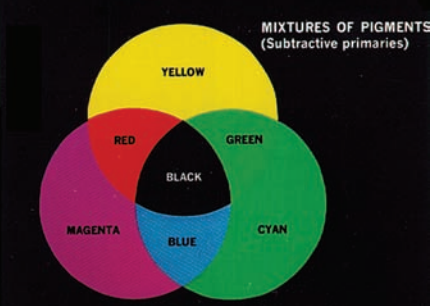 MIXTURES OF PIGMENTS
(Subtractive primaries)
YELLOW
RED
GREEN
BLACK
MAGENTA
CYAN
BLUE